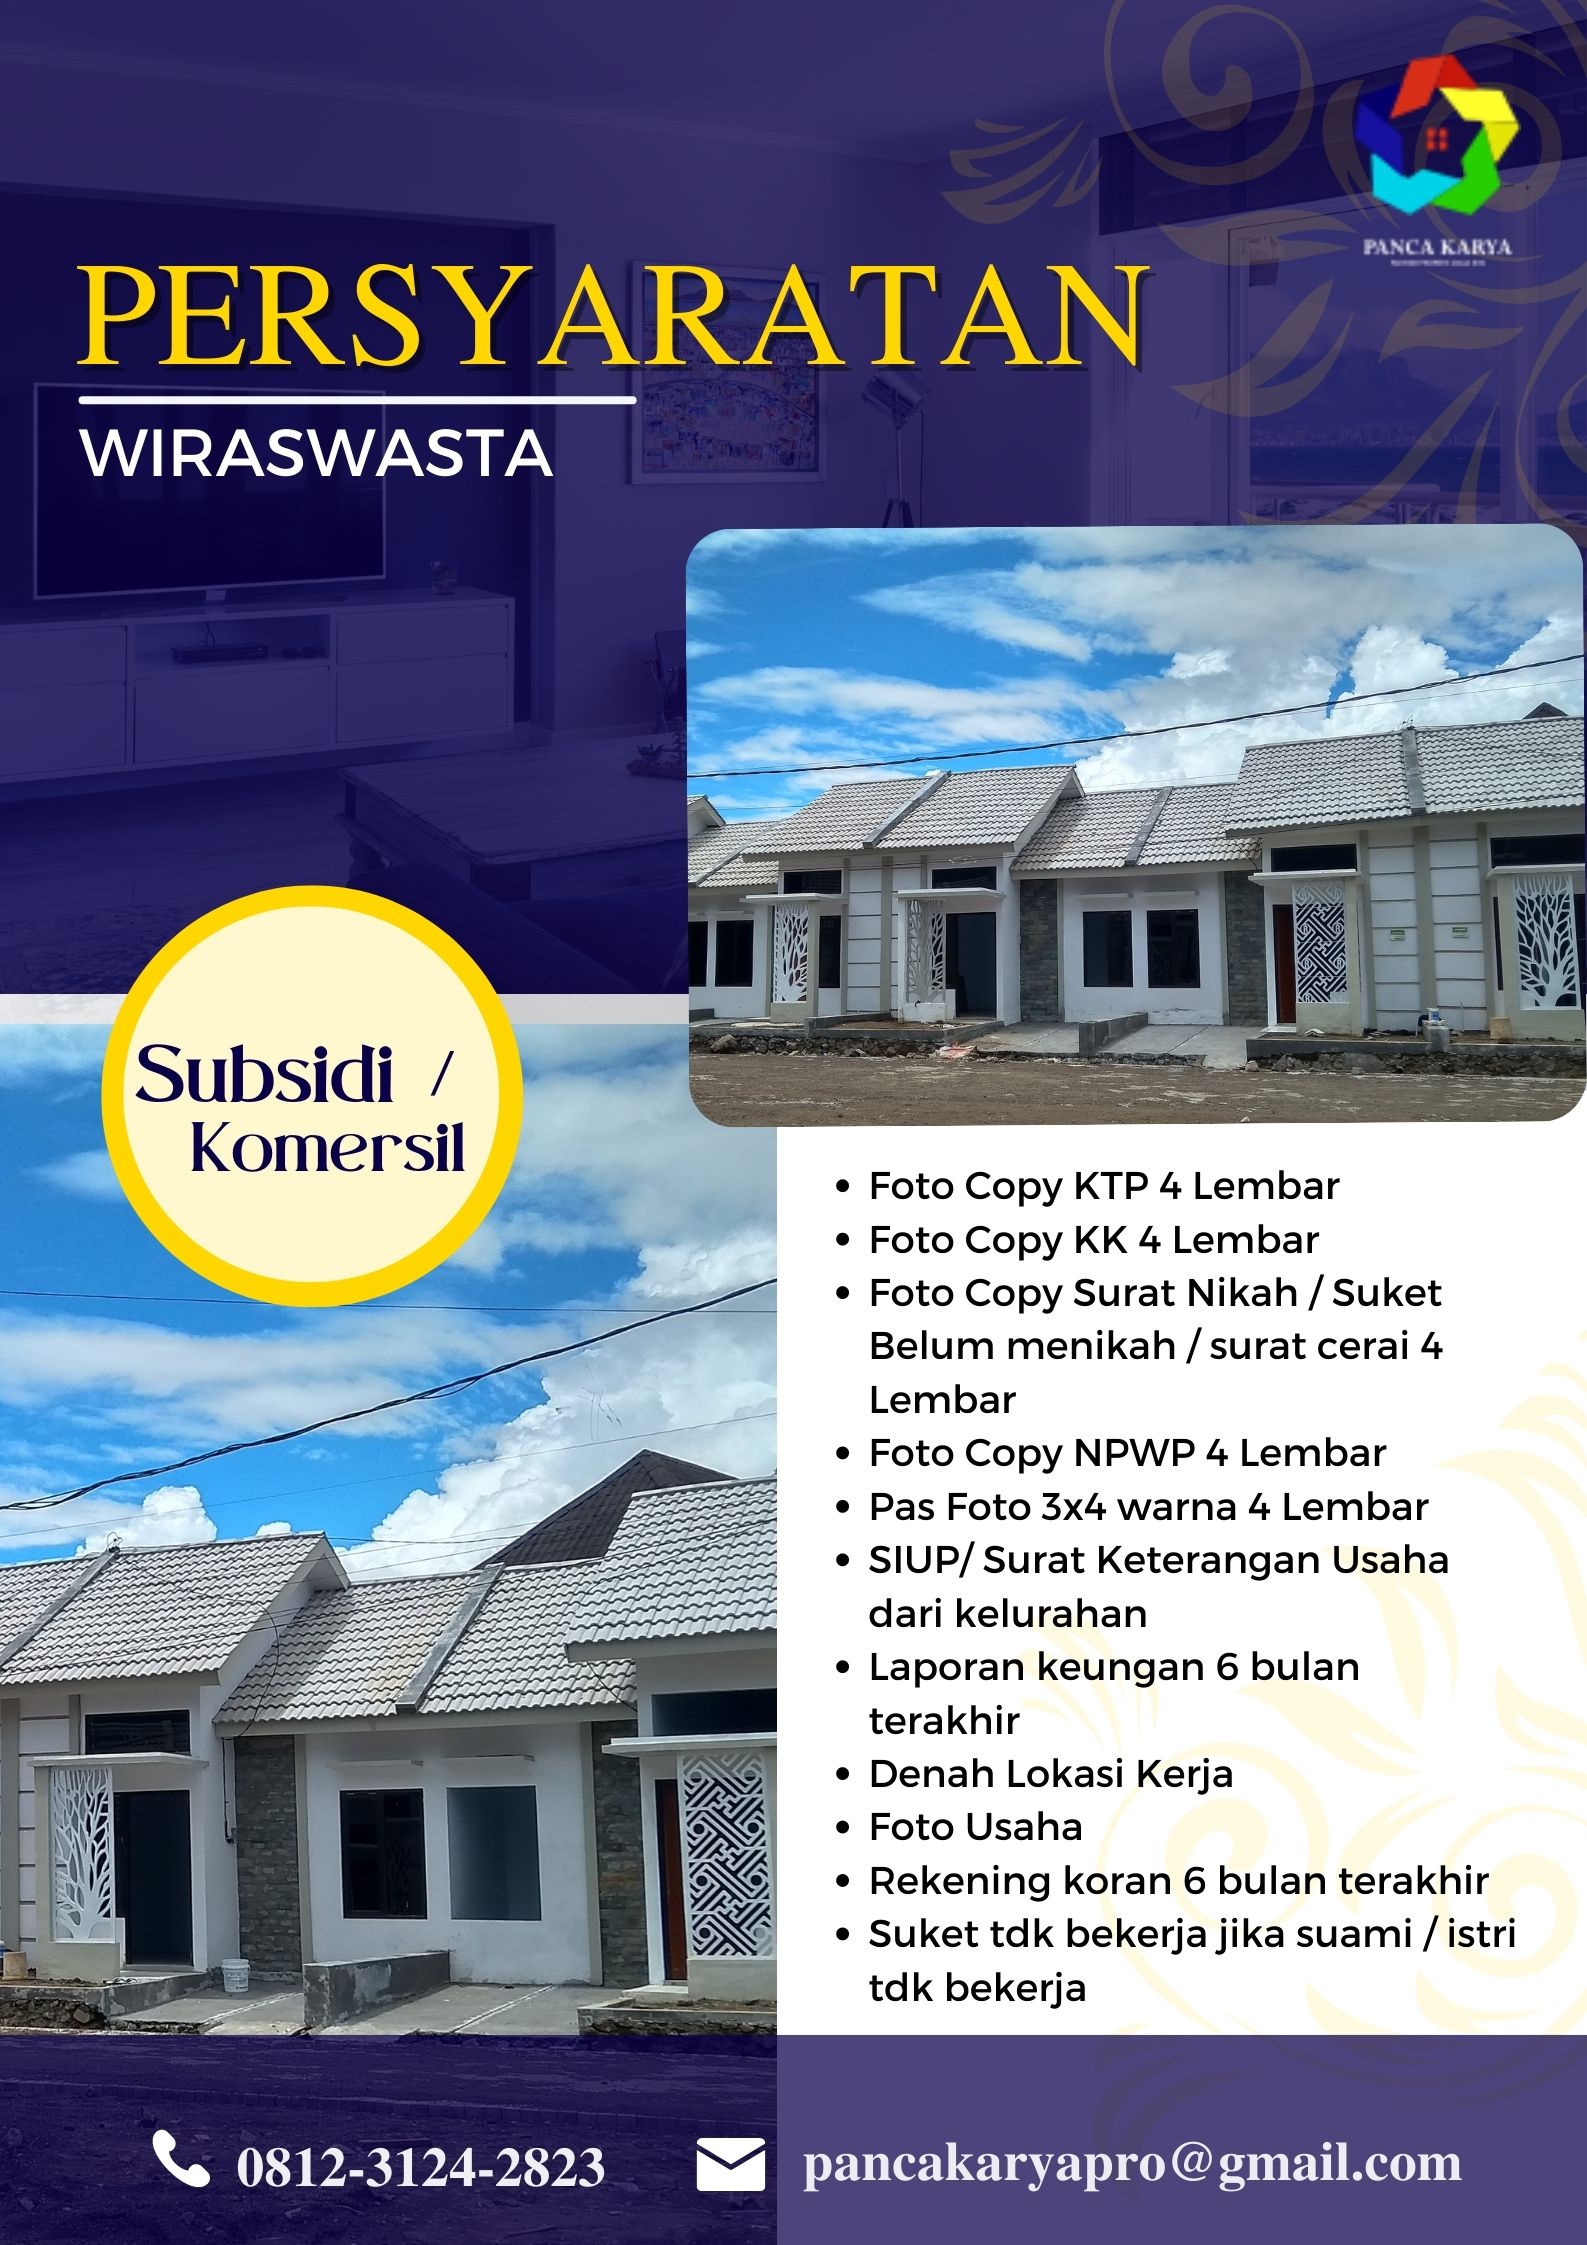 PANCA KARYA
PERSYARATAN
WIRASWASTA
Subsidi /
Komersil
• Foto Copy KTP 4 Lembar
• Foto Copy KK 4 Lembar
• Foto Copy Surat Nikah / Suket
Belum menikah / surat cerai 4
Lembar
• Foto Copy NPWP 4 Lembar
• Pas Foto 3x4 warna 4 Lembar
• SIUP/ Surat Keterangan Usaha
dari kelurahan
• Laporan keungan 6 bulan
terakhir
• Denah Lokasi Kerja
• Foto Usaha
• Rekening koran 6 bulan terakhir
• Suket tdk bekerja jika suami / istri
tdk bekerja
0812-3124-2823
pancakaryapro@gmail.com